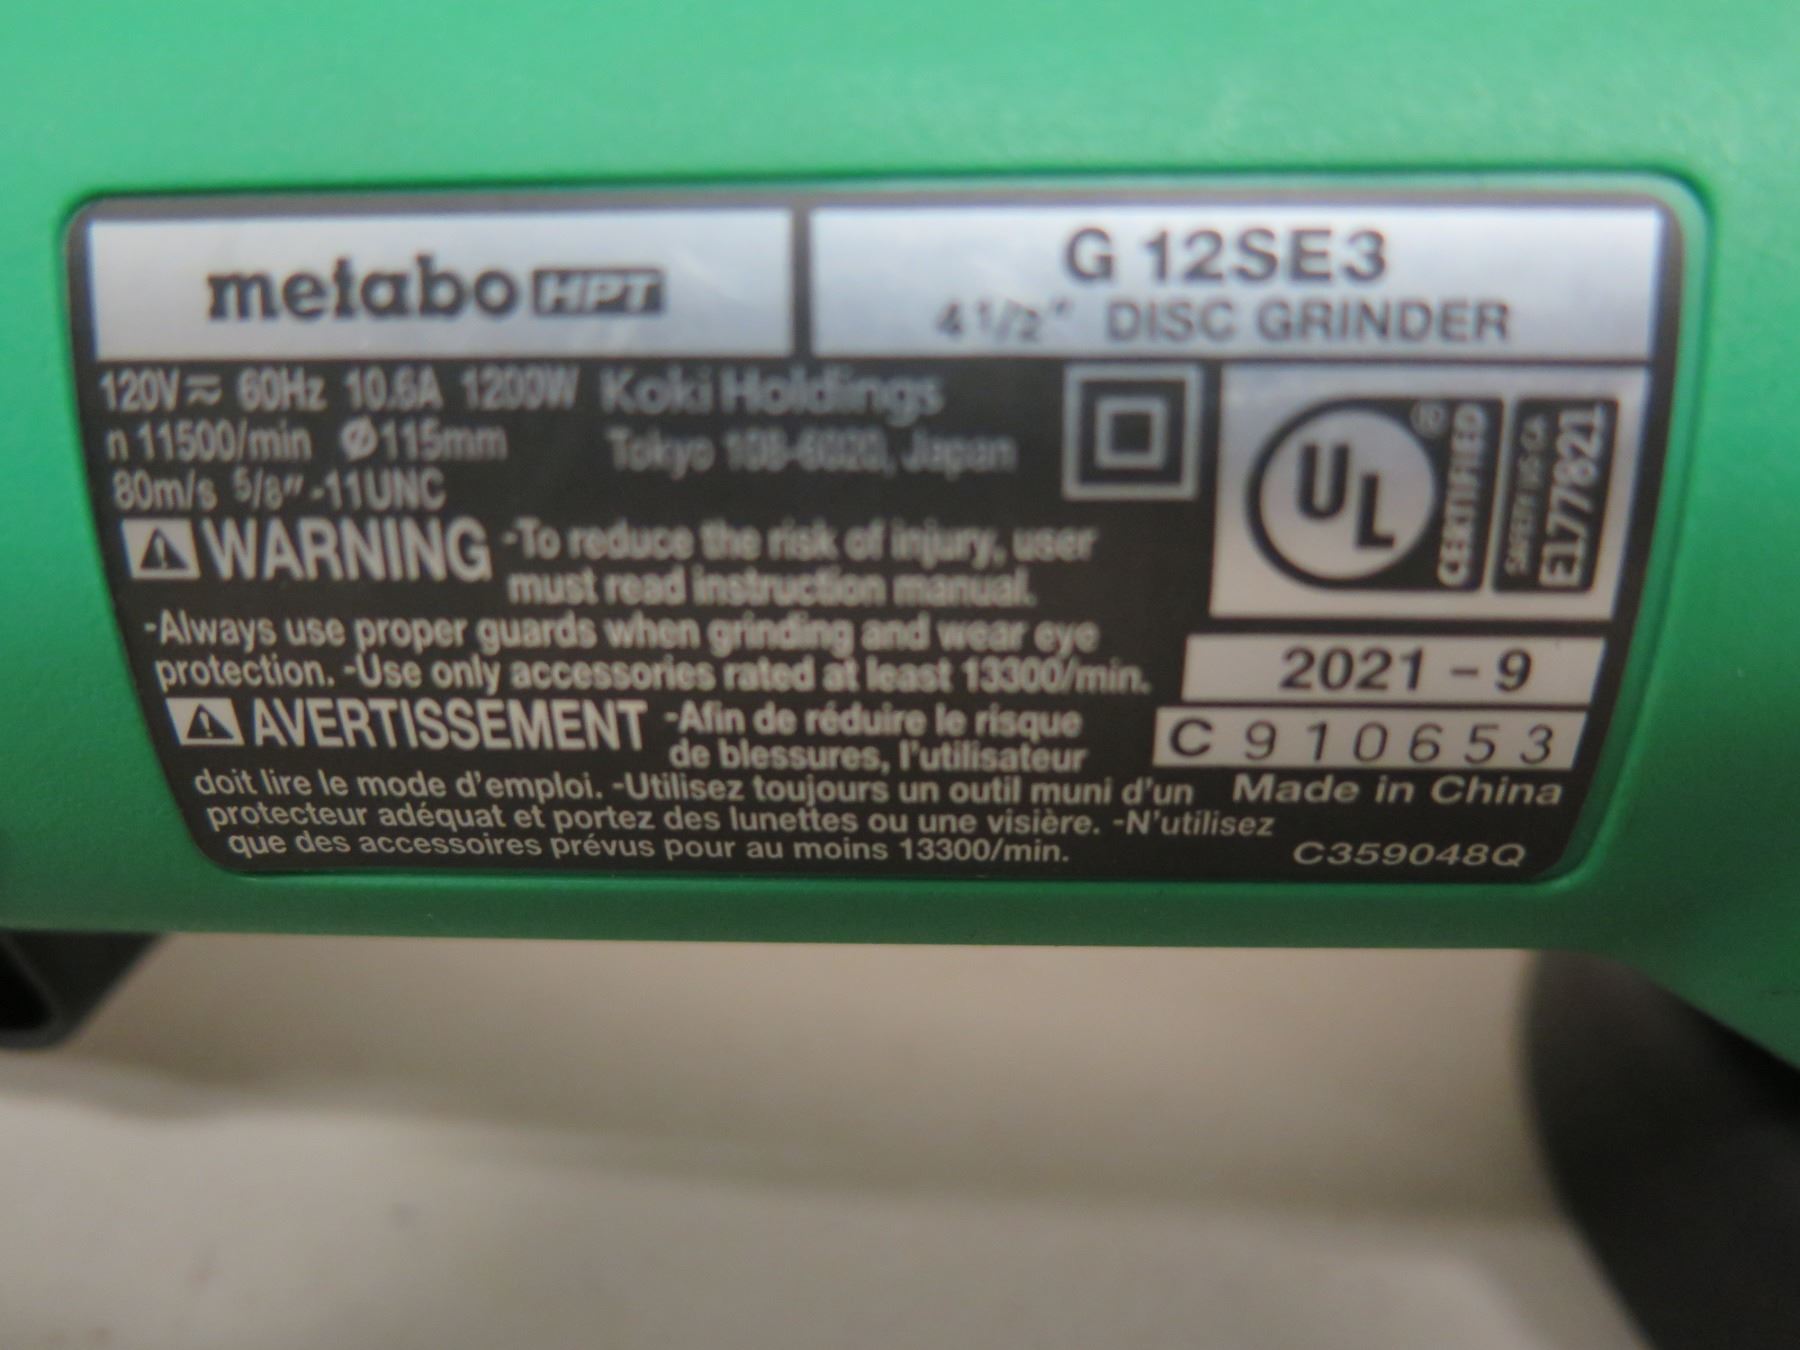 metabo HPT
G 12SE3
4 1/2" DISC GRINDER
120V ≂ 60Hz 10.6A 1200W Koki Holdings
n 11500/min Ø115mm Tokyo 108-6020, Japan
80m/s 5/8"-11UNC
UL ® CERTIFIED
SAFETY US-CA
E177821
⚠WARNING -To reduce the risk of injury, user
must read instruction manual.
-Always use proper guards when grinding and wear eye
protection. -Use only accessories rated at least 13300/min.
⚠AVERTISSEMENT -Afin de réduire le risque
de blessures, l'utilisateur
doit lire le mode d'emploi. -Utilisez toujours un outil muni d'un
protecteur adéquat et portez des lunettes ou une visière. -N'utilisez
que des accessoires prévus pour au moins 13300/min.
2021 - 9
C 910653
Made in China
C359048Q